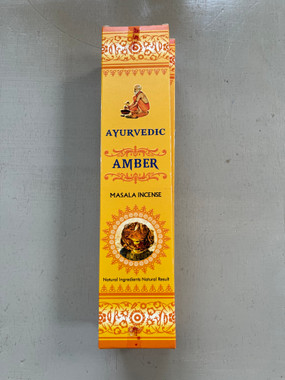 AYURVEDIC
AMBER
MASALA INCENSE
Natural Ingredients Natural Result